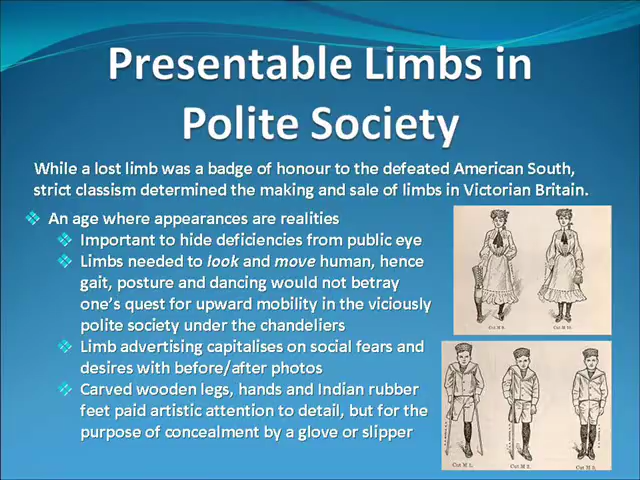 Presentable Limbs in
Polite Society
While a lost limb was a badge of honour to the defeated American South,
strict classism determined the making and sale of limbs in Victorian Britain.
An age where appearances are realities
Important to hide deficiencies from public eye
Limbs needed to look and move human, hence
gait, posture and dancing would not betray
one's quest for upward mobility in the viciously
polite society under the chandeliers
Limb advertising capitalises on social fears and
desires with before/after photos
Carved wooden legs, hands and Indian rubber
feet paid artistic attention to detail, but for the
purpose of concealment by a glove or slipper